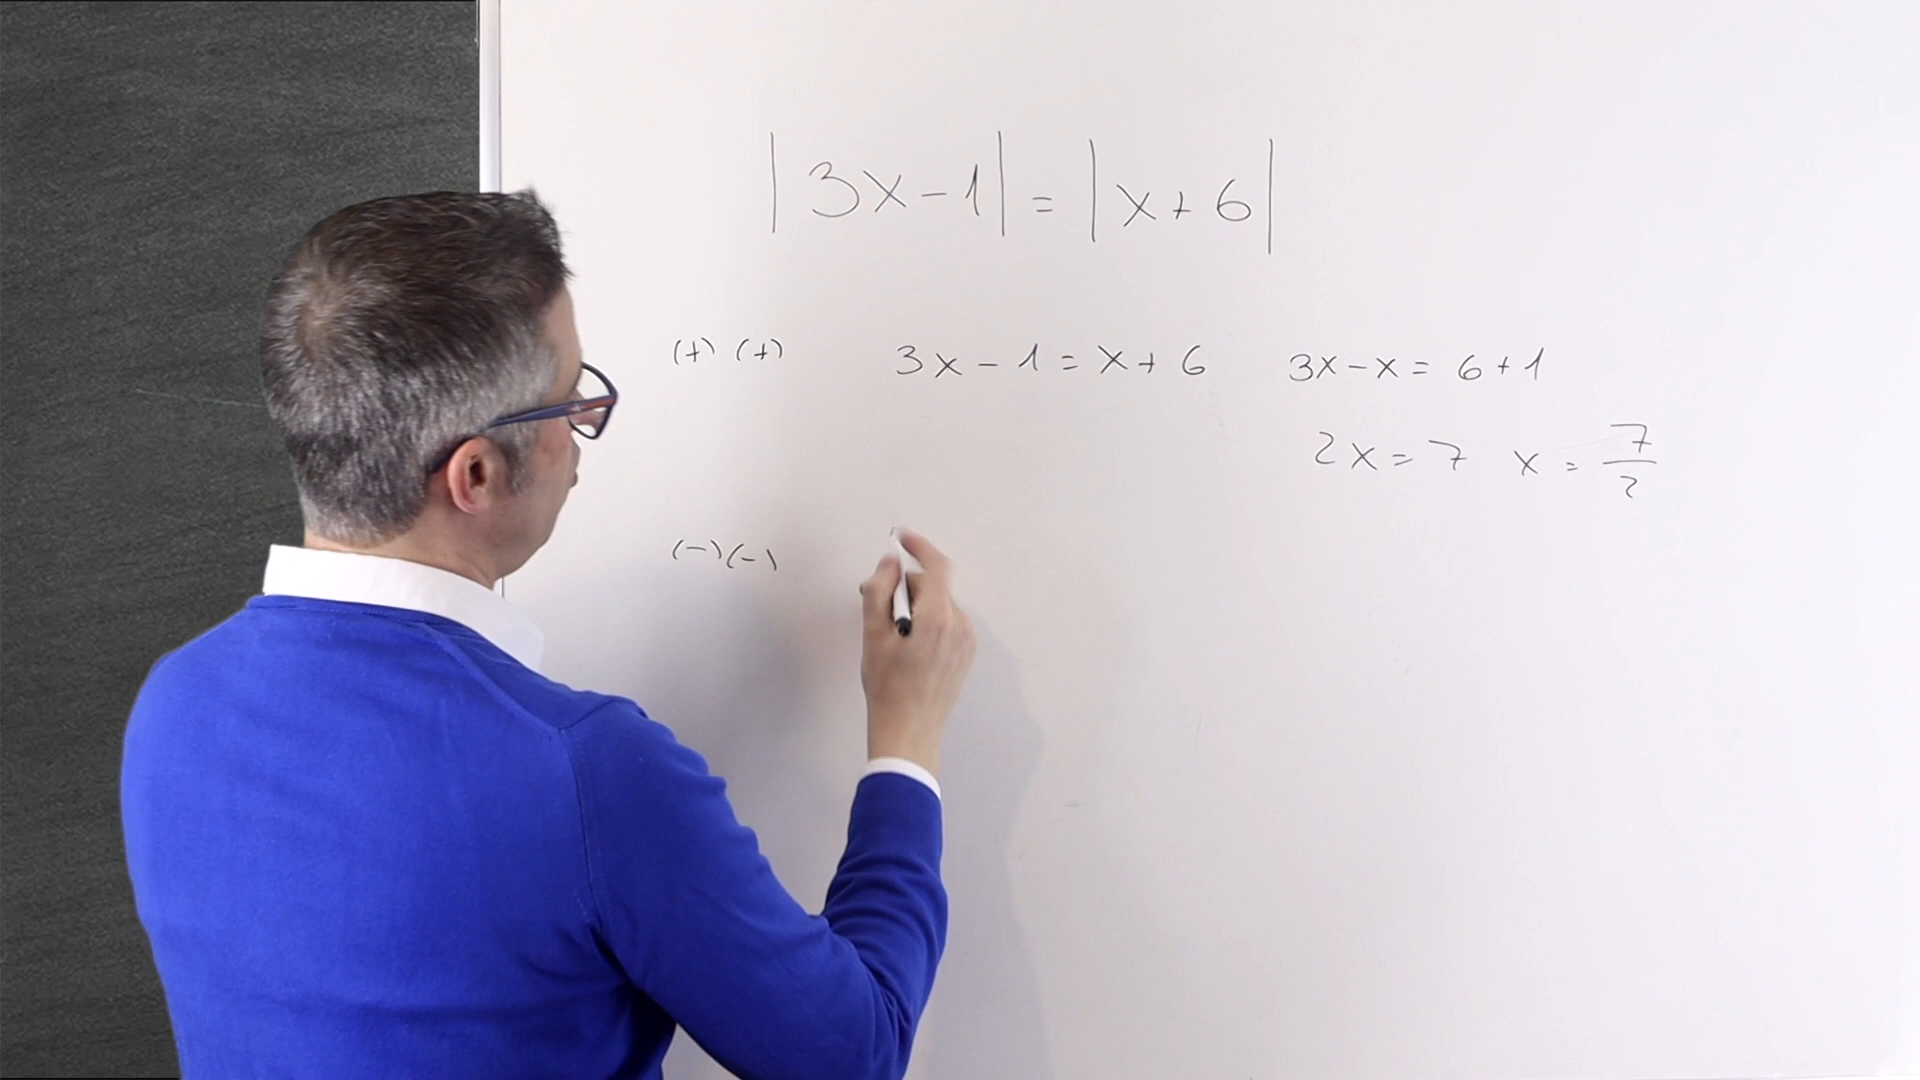 |3x-1| = |x+6|
(+) (+) 3x-1=x+6 3x-x=6+1
2x=7 x=7/2
(-)(-)